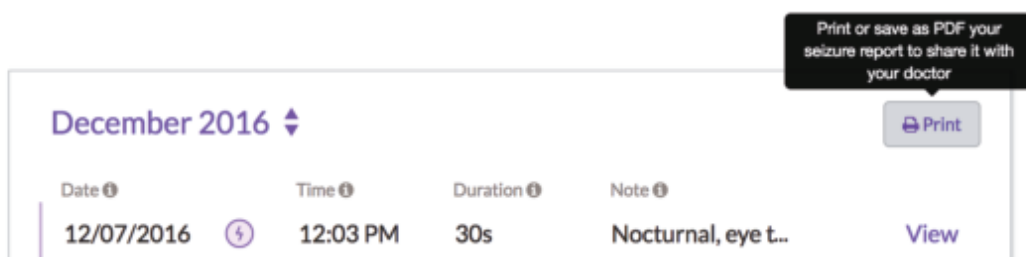 Print or save as PDF your
seizure report to share it with
your doctor
December 2016
Print
Date Time Duration Note
12/07/2016 12:03 PM 30s Nocturnal, eye t... View